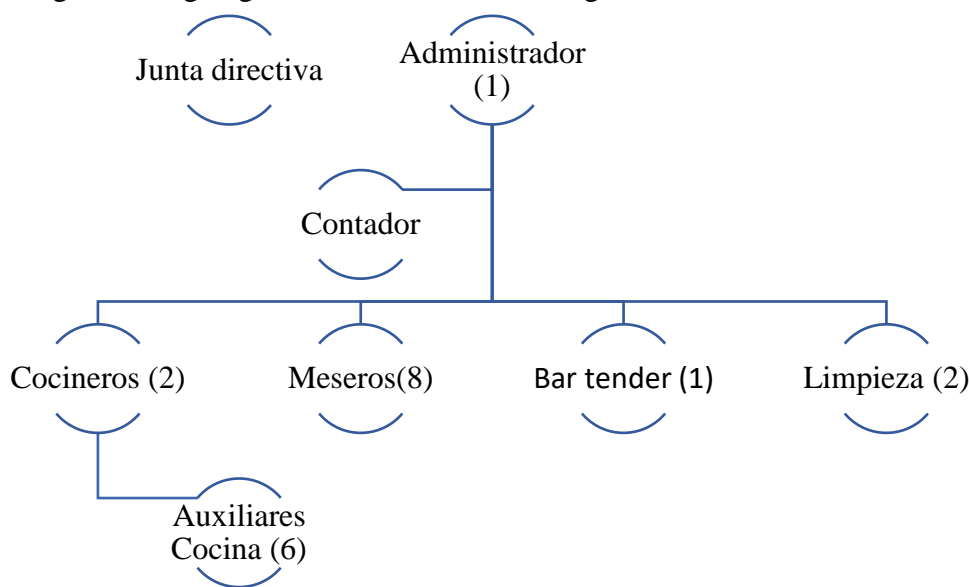 Junta directiva
Administrador
(1)
Contador
Cocineros (2)
Meseros(8)
Bar tender (1)
Limpieza (2)
Auxiliares
Cocina (6)